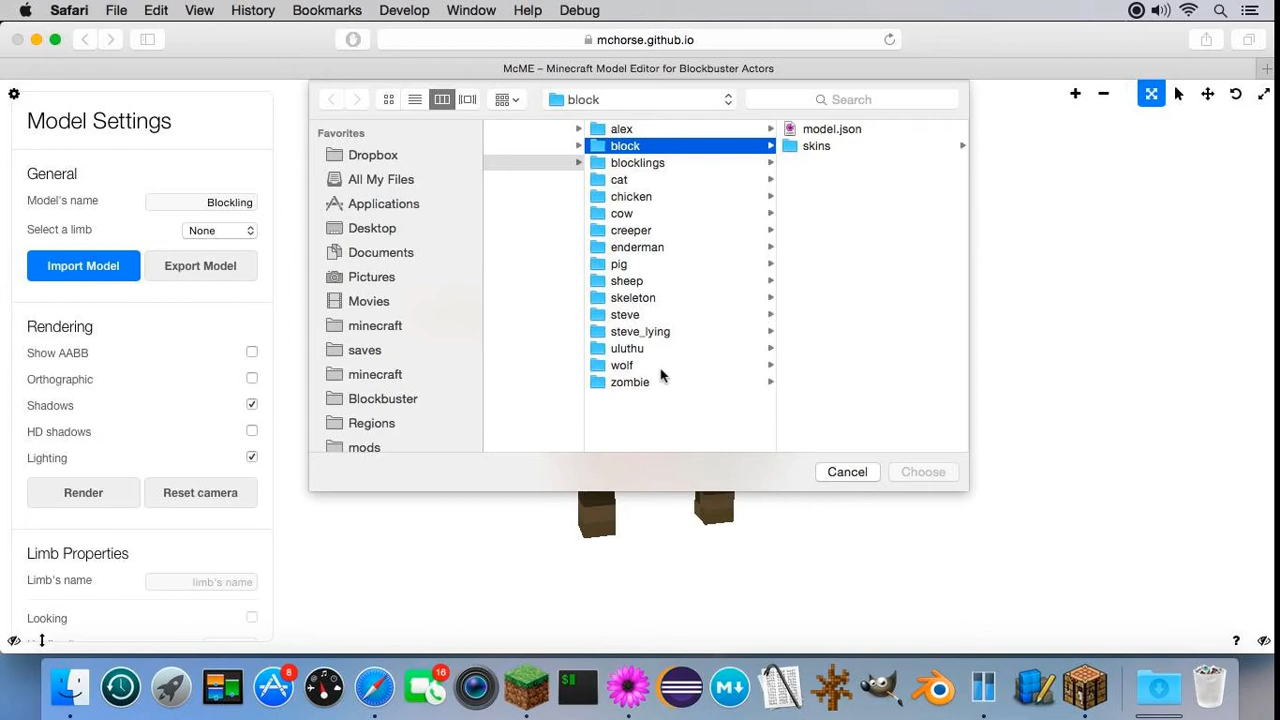 Safari File Edit View History Bookmarks Develop Window Help Debug
mchorse.github.io
McME – Minecraft Model Editor for Blockbuster Actors
Model Settings
General
Model's name Blockling
Select a limb None
Import Model Export Model
Rendering
Show AABB
Orthographic
Shadows
HD shadows
Lighting
Render Reset camera
Limb Properties
Limb's name limb's name
Looking
block Search
Favorites
Dropbox
All My Files
Applications
Desktop
Documents
Pictures
Movies
minecraft
saves
minecraft
Blockbuster
Regions
mods
alex
block
blocklings
cat
chicken
cow
creeper
enderman
pig
sheep
skeleton
steve
steve_lying
uluthu
wolf
zombie
model.json
skins
Cancel Choose
?
8
16
$
M